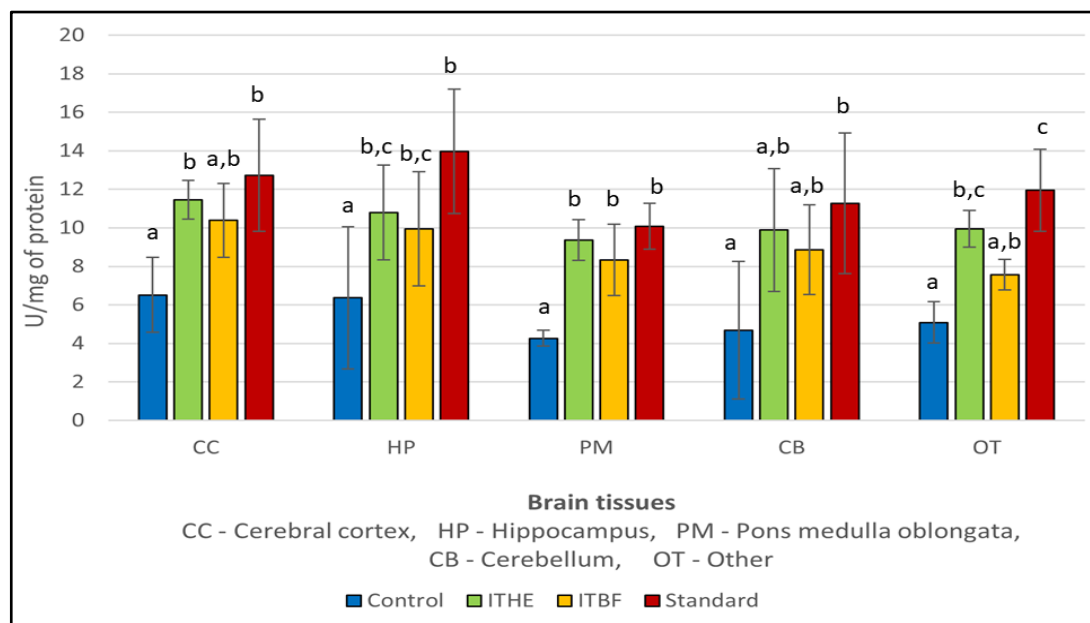 U/mg of protein
20
18
16
14
12
10
8
6
4
2
0
a b a,b b
a b,c b,c b
a b b b
a a,b a,b b
a b,c a,b c
CC HP PM CB OT
Brain tissues
CC - Cerebral cortex, HP - Hippocampus, PM - Pons medulla oblongata,
CB - Cerebellum, OT - Other
Control ITHE ITBF Standard